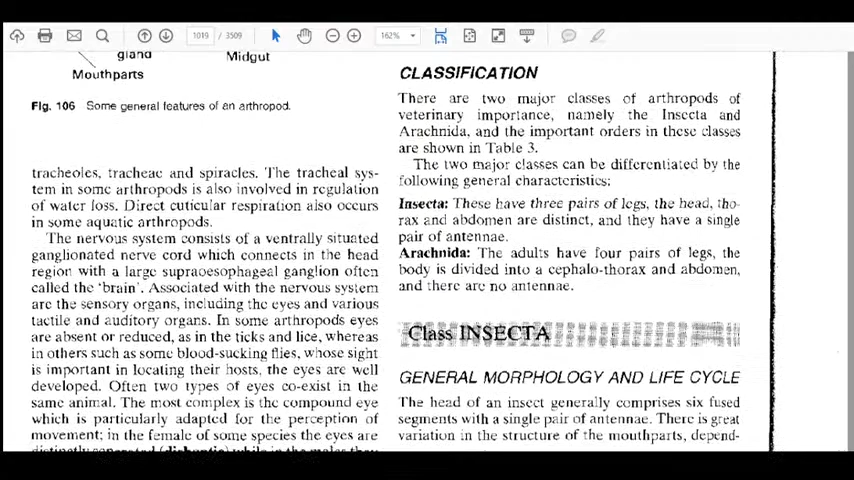 1019 / 3509
162%
gland
Midgut
Mouthparts
Fig. 106 Some general features of an arthropod.
tracheoles, tracheae and spiracles. The tracheal sys-
tem in some arthropods is also involved in regulation
of water loss. Direct cuticular respiration also occurs
in some aquatic arthropods.
The nervous system consists of a ventrally situated
ganglionated nerve cord which connects in the head
region with a large supraoesophageal ganglion often
called the 'brain'. Associated with the nervous system
are the sensory organs, including the eyes and various
tactile and auditory organs. In some arthropods eyes
are absent or reduced, as in the ticks and lice, whereas
in others such as some blood-sucking flies, whose sight
is important in locating their hosts, the eyes are well
developed. Often two types of eyes co-exist in the
same animal. The most complex is the compound eye
which is particularly adapted for the perception of
movement; in the female of some species the eyes are
distinctly separated (dichoptic) while in the males they
CLASSIFICATION
There are two major classes of arthropods of
veterinary importance, namely the Insecta and
Arachnida, and the important orders in these classes
are shown in Table 3.
The two major classes can be differentiated by the
following general characteristics:
Insecta: These have three pairs of legs, the head, tho-
rax and abdomen are distinct, and they have a single
pair of antennae.
Arachnida: The adults have four pairs of legs, the
body is divided into a cephalo-thorax and abdomen,
and there are no antennae.
Class INSECTA
GENERAL MORPHOLOGY AND LIFE CYCLE
The head of an insect generally comprises six fused
segments with a single pair of antennae. There is great
variation in the structure of the mouthparts, depend-